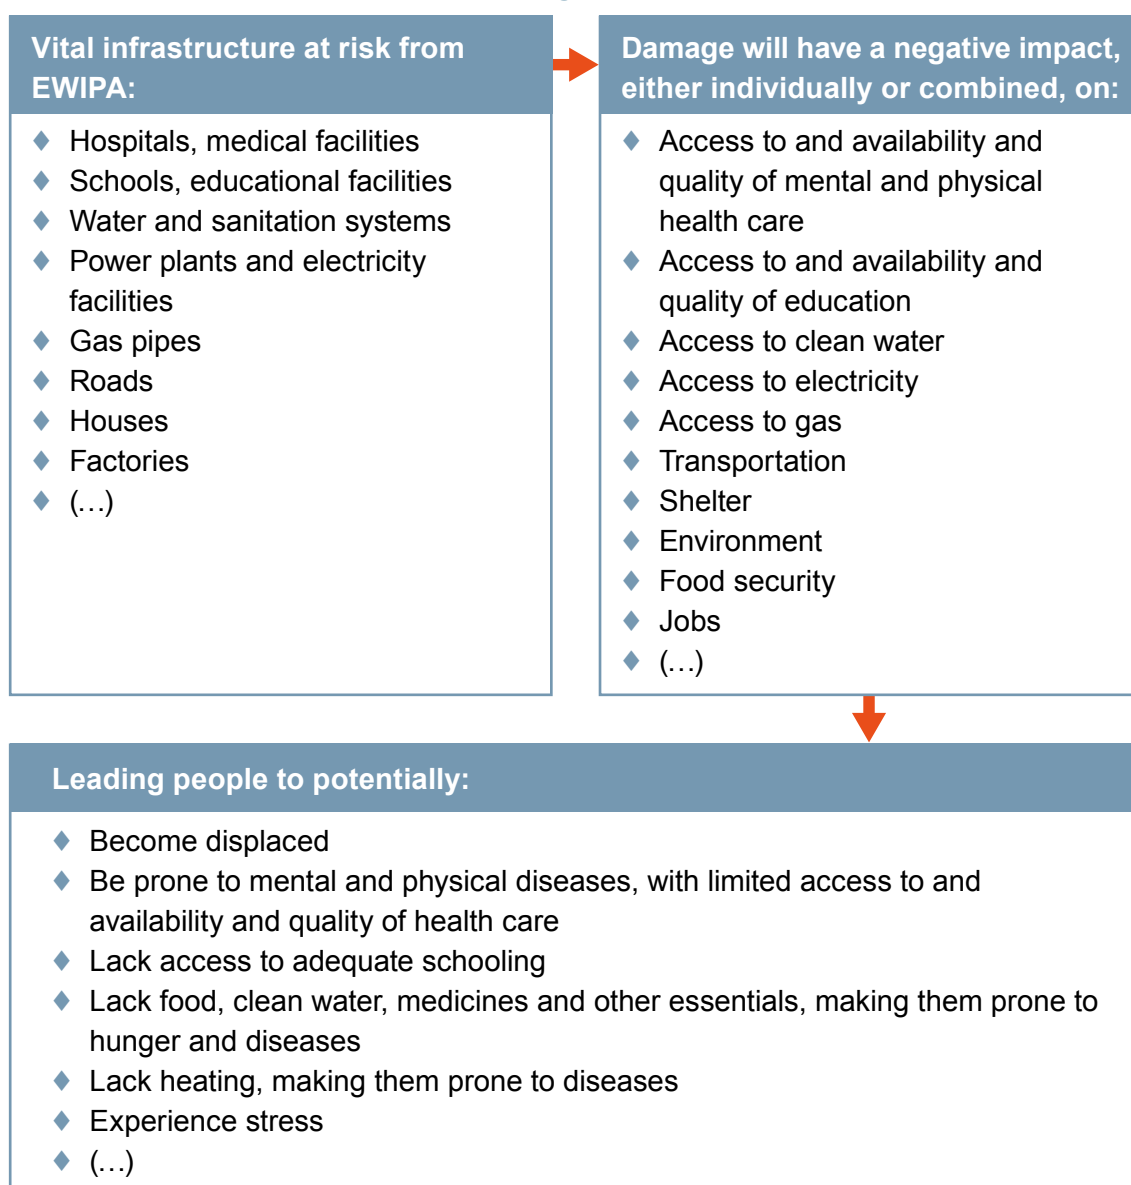 Vital infrastructure at risk from
EWIPA:
♦ Hospitals, medical facilities
♦ Schools, educational facilities
♦ Water and sanitation systems
♦ Power plants and electricity
facilities
♦ Gas pipes
♦ Roads
♦ Houses
♦ Factories
♦ (…)
Damage will have a negative impact,
either individually or combined, on:
♦ Access to and availability and
quality of mental and physical
health care
♦ Access to and availability and
quality of education
♦ Access to clean water
♦ Access to electricity
♦ Access to gas
♦ Transportation
♦ Shelter
♦ Environment
♦ Food security
♦ Jobs
♦ (…)
Leading people to potentially:
♦ Become displaced
♦ Be prone to mental and physical diseases, with limited access to and
availability and quality of health care
♦ Lack access to adequate schooling
♦ Lack food, clean water, medicines and other essentials, making them prone to
hunger and diseases
♦ Lack heating, making them prone to diseases
♦ Experience stress
♦ (…)